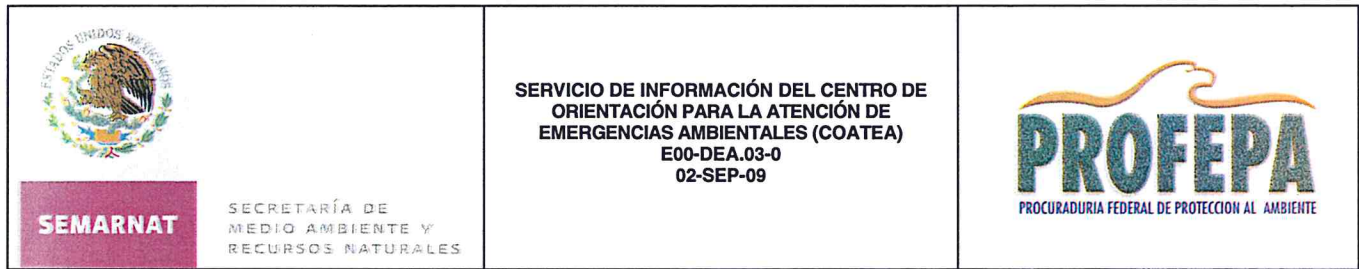 ESTADOS UNIDOS MEXICANOS
SEMARNAT
SECRETARÍA DE
MEDIO AMBIENTE Y
RECURSOS NATURALES
SERVICIO DE INFORMACIÓN DEL CENTRO DE
ORIENTACIÓN PARA LA ATENCIÓN DE
EMERGENCIAS AMBIENTALES (COATEA)
E00-DEA.03-0
02-SEP-09
PROFEPA
PROCURADURIA FEDERAL DE PROTECCION AL AMBIENTE